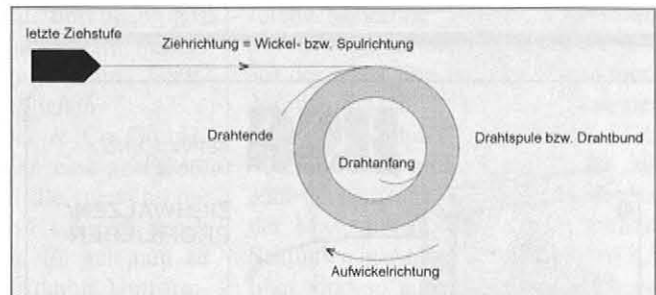 letzte Ziehstufe
Ziehrichtung = Wickel- bzw. Spulrichtung
Drahtende
Drahtspule bzw. Drahtbund
Drahtanfang
Aufwickelrichtung